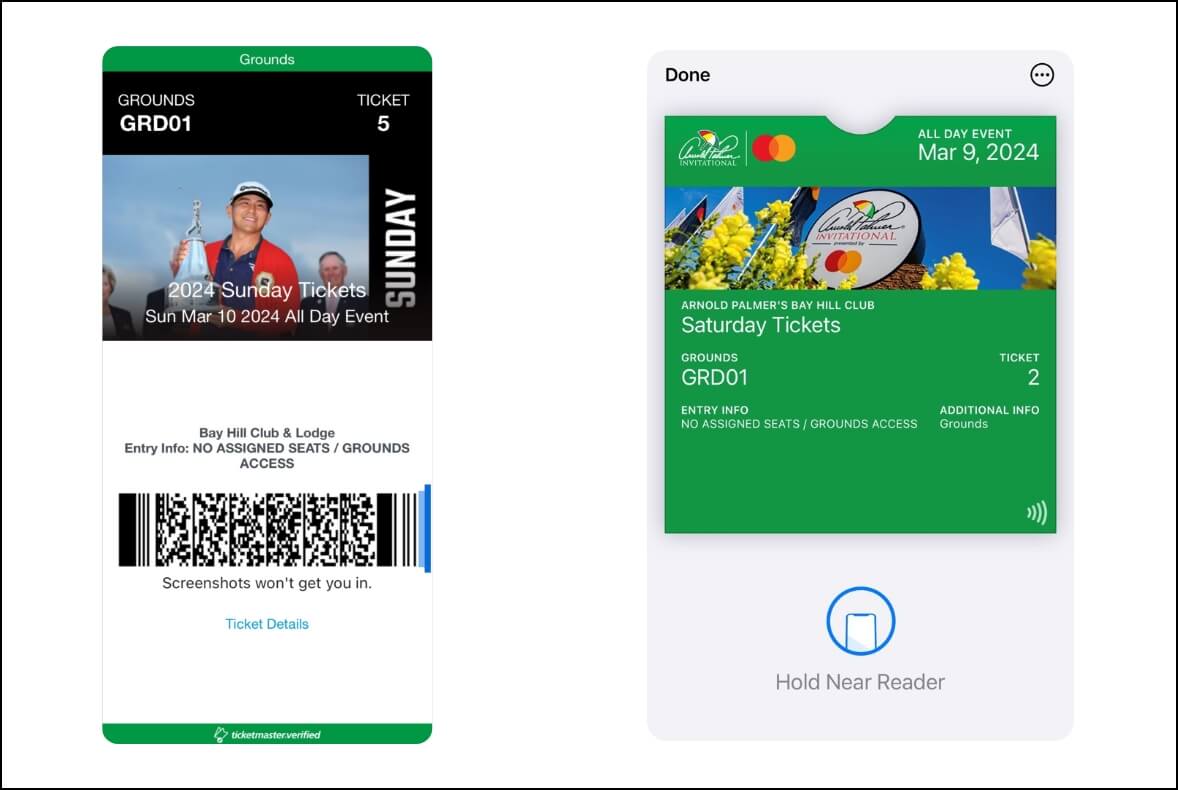 Grounds
GROUNDS
TICKET
GRD01
5
SUNDAY
2024 Sunday Tickets
Sun Mar 10 2024 All Day Event
Bay Hill Club & Lodge
Entry Info: NO ASSIGNED SEATS / GROUNDS
ACCESS
Screenshots won't get you in.
Ticket Details
ticketmaster.verified
Done
Arnold Palmer
INVITATIONAL
ALL DAY EVENT
Mar 9, 2024
Arnold Palmer
INVITATIONAL
presented by
ARNOLD PALMER'S BAY HILL CLUB
Saturday Tickets
GROUNDS
TICKET
GRD01
2
ENTRY INFO
ADDITIONAL INFO
NO ASSIGNED SEATS / GROUNDS ACCESS
Grounds
Hold Near Reader